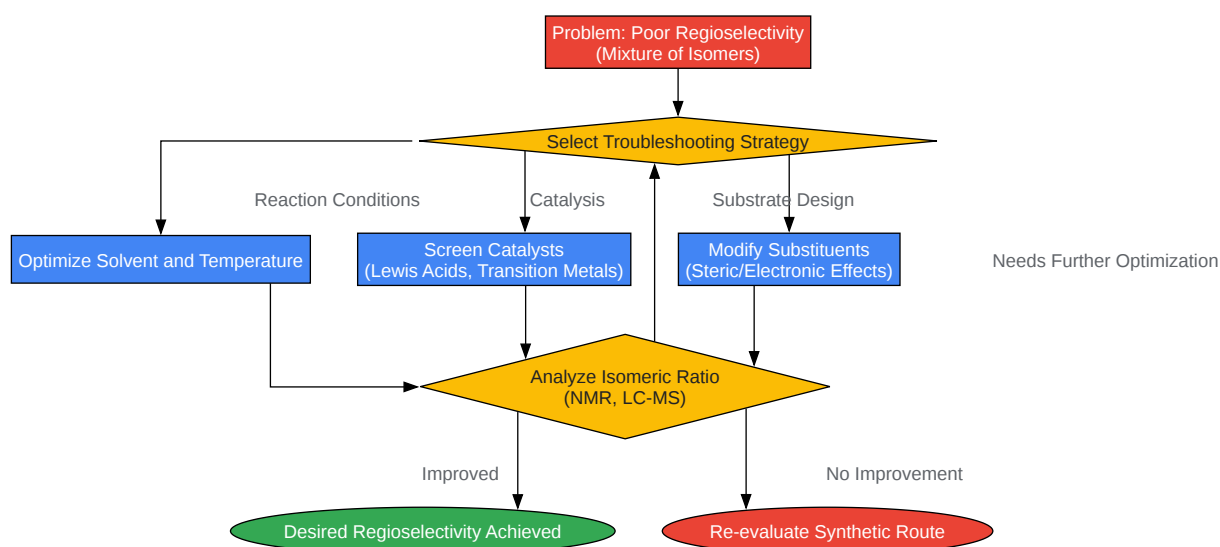 Problem: Poor Regioselectivity
(Mixture of Isomers)
Select Troubleshooting Strategy
Reaction Conditions
Catalysis
Substrate Design
Optimize Solvent and Temperature
Screen Catalysts
(Lewis Acids, Transition Metals)
Modify Substituents
(Steric/Electronic Effects)
Needs Further Optimization
Analyze Isomeric Ratio
(NMR, LC-MS)
Improved
No Improvement
Desired Regioselectivity Achieved
Re-evaluate Synthetic Route